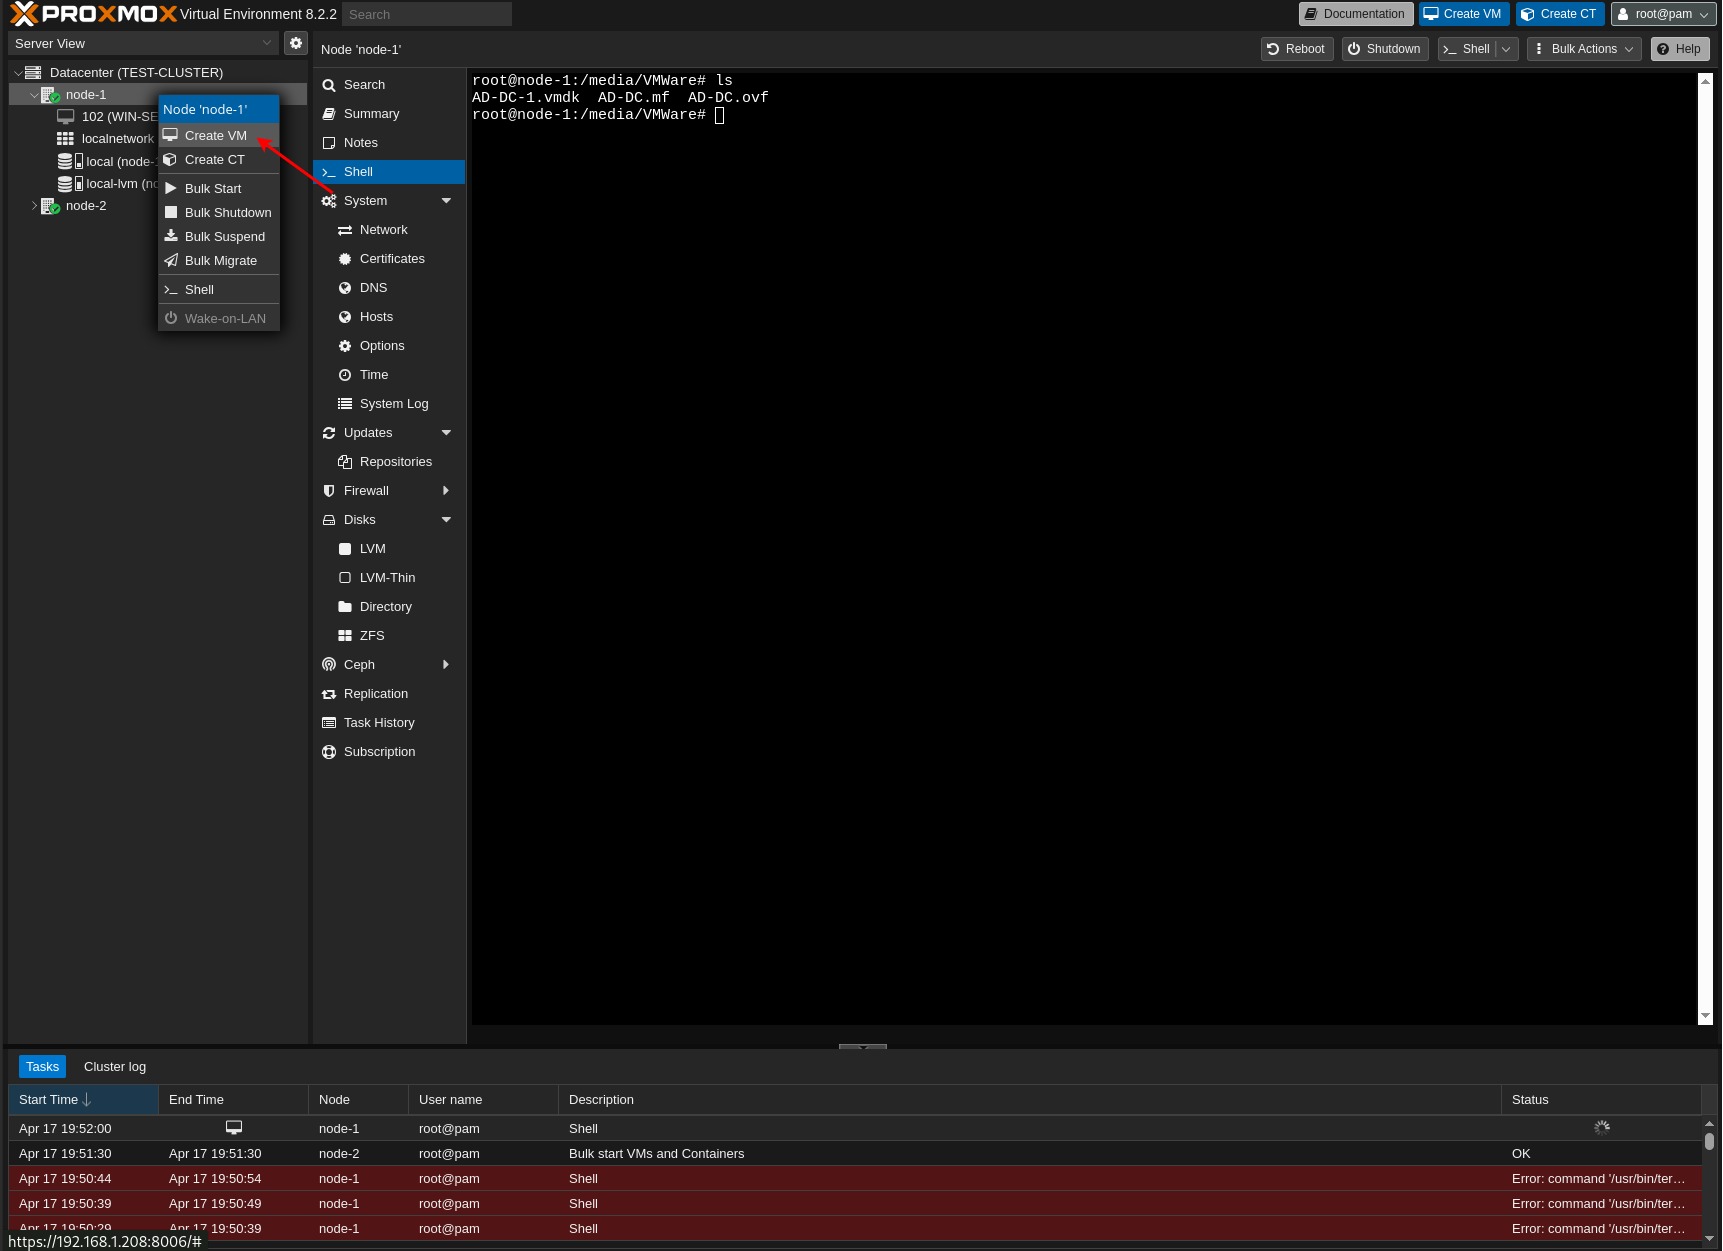 PROXMOX Virtual Environment 8.2.2 Search
Documentation Create VM Create CT root@pam
Server View
Node 'node-1'
Reboot Shutdown Shell Bulk Actions Help
Datacenter (TEST-CLUSTER)
node-1
102 (WIN-SE
localnetwork
local (node-1
local-lvm (no
node-2
Node 'node-1'
Create VM
Create CT
Bulk Start
Bulk Shutdown
Bulk Suspend
Bulk Migrate
Shell
Wake-on-LAN
Search
Summary
Notes
Shell
System
Network
Certificates
DNS
Hosts
Options
Time
System Log
Updates
Repositories
Firewall
Disks
LVM
LVM-Thin
Directory
ZFS
Ceph
Replication
Task History
Subscription
root@node-1:/media/VMWare# ls
AD-DC-1.vmdk AD-DC.mf AD-DC.ovf
root@node-1:/media/VMWare#
Tasks Cluster log
Start Time End Time Node User name Description Status
Apr 17 19:52:00 node-1 root@pam Shell
Apr 17 19:51:30 Apr 17 19:51:30 node-2 root@pam Bulk start VMs and Containers OK
Apr 17 19:50:44 Apr 17 19:50:54 node-1 root@pam Shell Error: command '/usr/bin/ter...
Apr 17 19:50:39 Apr 17 19:50:49 node-1 root@pam Shell Error: command '/usr/bin/ter...
Apr 17 19:50:29 Apr 17 19:50:39 node-1 root@pam Shell Error: command '/usr/bin/ter...
https://192.168.1.208:8006/#